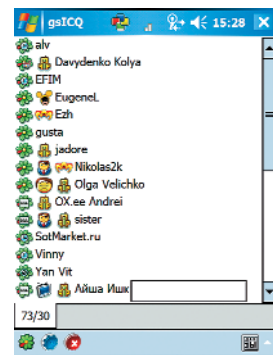 gsICQ 15:28
alv
Davydenko Kolya
EFIM
EugeneL
Ezh
gusta
jadore
Nikolas2k
Olga Velichko
OX.ee Andrei
sister
SotMarket.ru
Vinny
Yan Vit
Айша Ишк
73/30